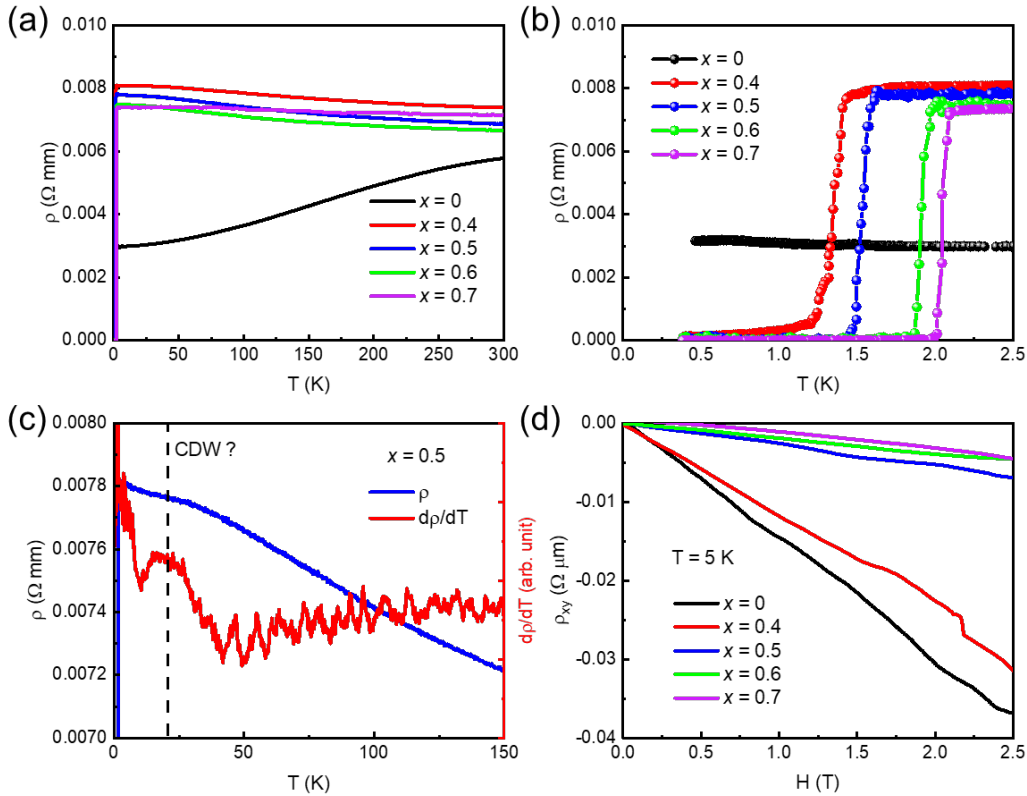 (a)
0.010
0.008
0.006
0.004
0.002
0.000
ρ (Ω mm)
x = 0
x = 0.4
x = 0.5
x = 0.6
x = 0.7
0 50 100 150 200 250 300
T (K)
(b)
0.010
0.008
0.006
0.004
0.002
0.000
ρ (Ω mm)
x = 0
x = 0.4
x = 0.5
x = 0.6
x = 0.7
0.0 0.5 1.0 1.5 2.0 2.5
T (K)
(c)
0.0080
0.0078
0.0076
0.0074
0.0072
0.0070
ρ (Ω mm)
CDW ?
x = 0.5
ρ
dρ/dT
dρ/dT (arb. unit)
0 50 100 150
T (K)
(d)
0.00
-0.01
-0.02
-0.03
-0.04
ρxy (Ω μm)
T = 5 K
x = 0
x = 0.4
x = 0.5
x = 0.6
x = 0.7
0.0 0.5 1.0 1.5 2.0 2.5
H (T)